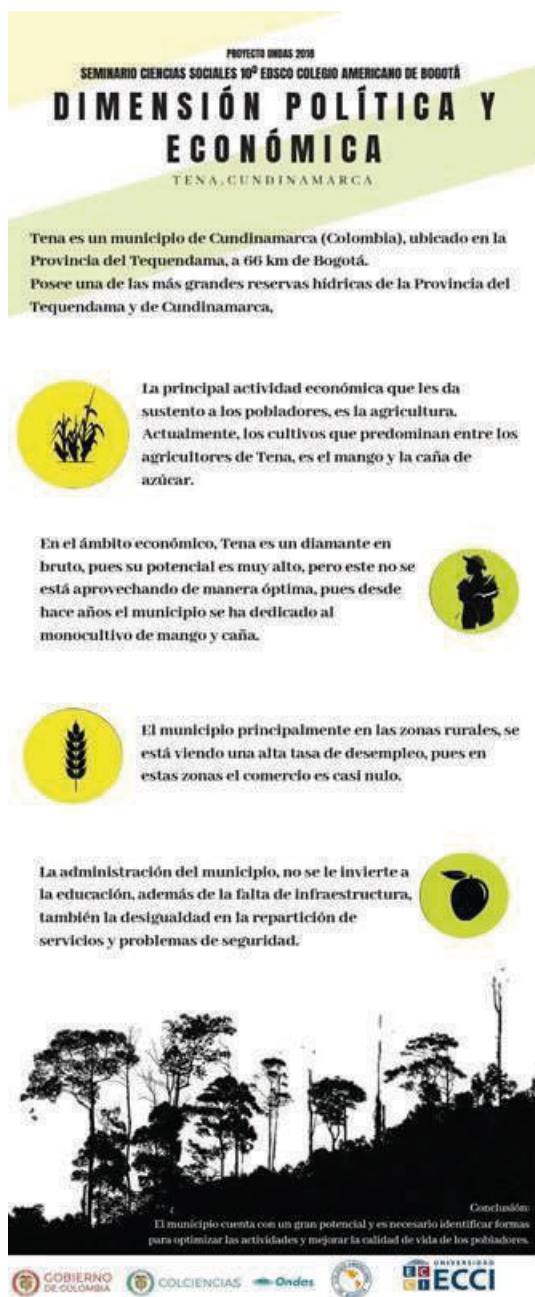 PROYECTO ONDAS 2018
SEMINARIO CIENCIAS SOCIALES 10º EDSCO COLEGIO AMERICANO DE BOGOTÁ
DIMENSIÓN POLÍTICA Y
ECONÓMICA
TENA, CUNDINAMARCA
Tena es un municipio de Cundinamarca (Colombia), ubicado en la
Provincia del Tequendama, a 66 km de Bogotá.
Posee una de las más grandes reservas hídricas de la Provincia del
Tequendama y de Cundinamarca,
La principal actividad económica que les da
sustento a los pobladores, es la agricultura.
Actualmente, los cultivos que predominan entre los
agricultores de Tena, es el mango y la caña de
azúcar.
En el ámbito económico, Tena es un diamante en
bruto, pues su potencial es muy alto, pero este no se
está aprovechando de manera óptima, pues desde
hace años el municipio se ha dedicado al
monocultivo de mango y caña.
El municipio principalmente en las zonas rurales, se
está viendo una alta tasa de desempleo, pues en
estas zonas el comercio es casi nulo.
La administración del municipio, no se le invierte a
la educación, además de la falta de infraestructura,
también la desigualdad en la repartición de
servicios y problemas de seguridad.
Conclusión:
El municipio cuenta con un gran potencial y es necesario identificar formas
para optimizar las actividades y mejorar la calidad de vida de los pobladores.
GOBIERNO
DE COLOMBIA
COLCIENCIAS
Ondas
UNIVERSIDAD
ECCI